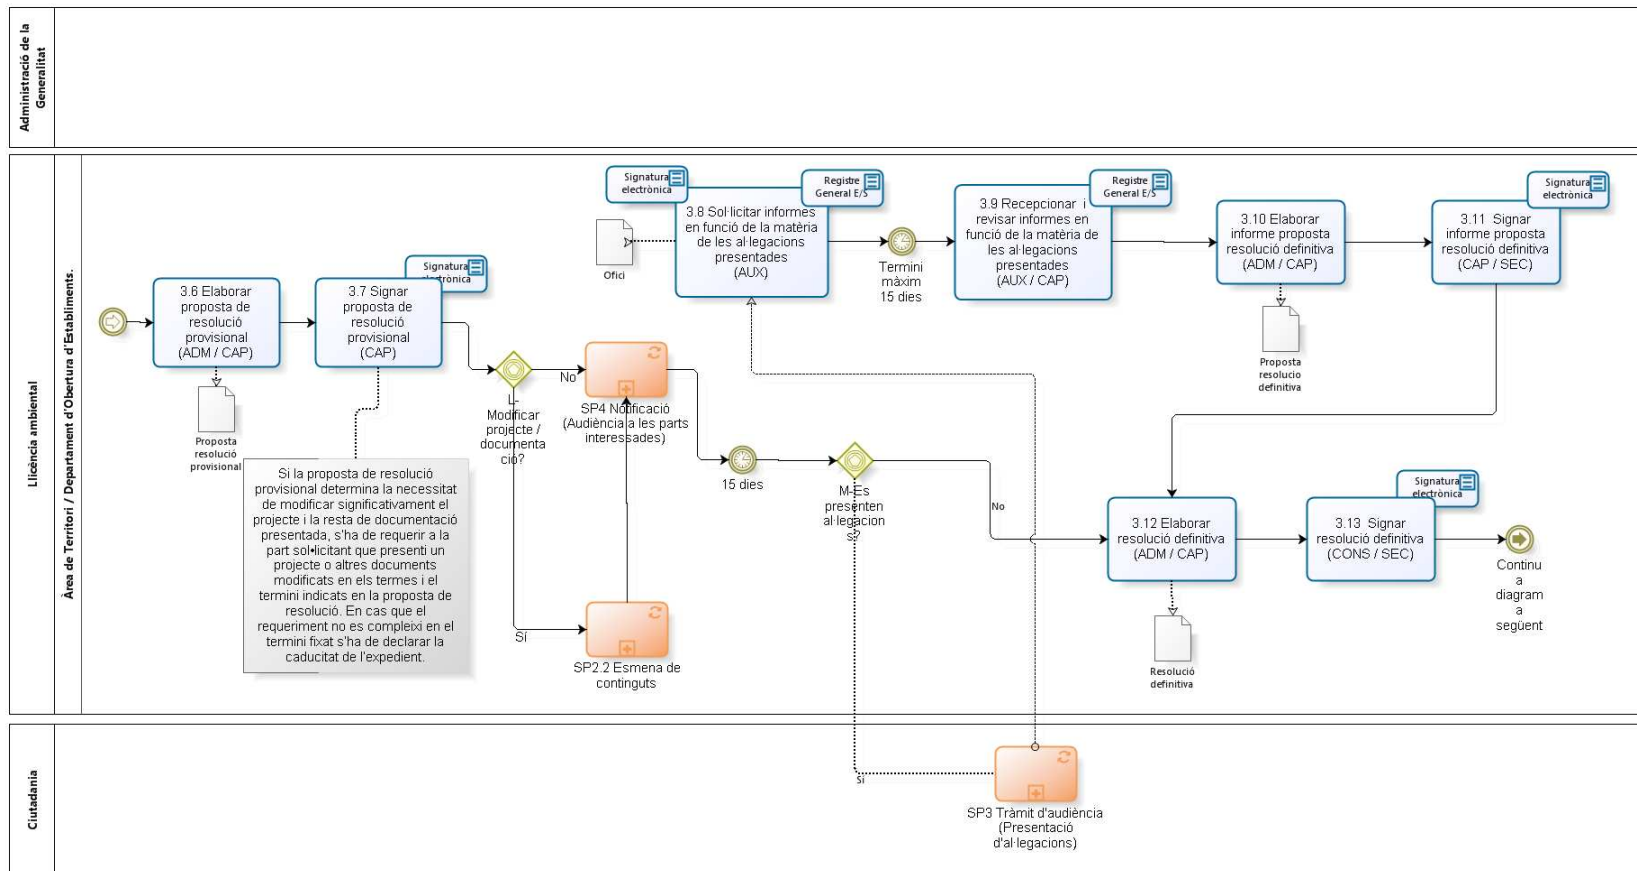 Administració de la
Generalitat
Llicència ambiental
Àrea de Territori / Departament d'Obertura d'Establiments.
3.6 Elaborar
proposta de
resolució
provisional
(ADM / CAP)
Proposta
resolució
provisional
Signatura
electrònica
3.7 Signar
proposta de
resolució
provisional
(CAP)
Si la proposta de resolució
provisional determina la necessitat
de modificar significativament el
projecte i la resta de documentació
presentada, s'ha de requerir a la
part sol•licitant que presenti un
projecte o altres documents
modificats en els termes i el
termini indicats en la proposta de
resolució. En cas que el
requeriment no es compleixi en el
termini fixat s'ha de declarar la
caducitat de l'expedient.
L-
Modificar
projecte /
documenta
ció?
No
Sí
SP4 Notificació
(Audiència a les parts
interessades)
SP2.2 Esmena de
continguts
15 dies
M-Es
presenten
al·legacion
s?
No
Sí
Signatura
electrònica
Registre
General E/S
3.8 Sol·licitar informes
en funció de la matèria
de les al·legacions
presentades
(AUX)
Ofici
Termini
màxim
15 dies
Registre
General E/S
3.9 Recepcionar i
revisar informes en
funció de la matèria de
les al·legacions
presentades
(AUX / CAP)
3.10 Elaborar
informe proposta
resolució definitiva
(ADM / CAP)
Proposta
resolucio
definitiva
Signatura
electrònica
3.11 Signar
informe proposta
resolució definitiva
(CAP / SEC)
3.12 Elaborar
resolució definitiva
(ADM / CAP)
Resolució
definitiva
Signatura
electrònica
3.13 Signar
resolució definitiva
(CONS / SEC)
Continu
a
diagram
a
següent
Ciutadania
SP3 Tràmit d'audiència
(Presentació
d'al·legacions)